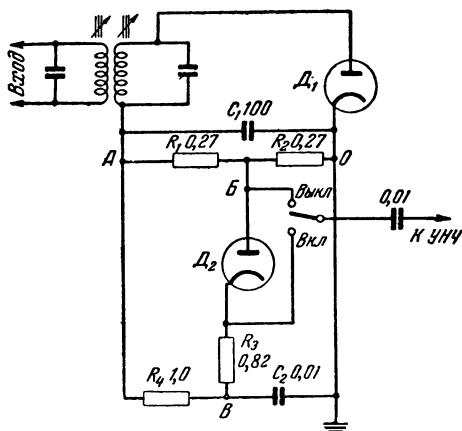 Вход
Д₁
C₁ 100
R₁ 0,27
R₂ 0,27
А
О
Б
Выкл
Вкл
0,01
К УНЧ
Д₂
R₃
0,82
R₄ 1,0
C₂ 0,01
В